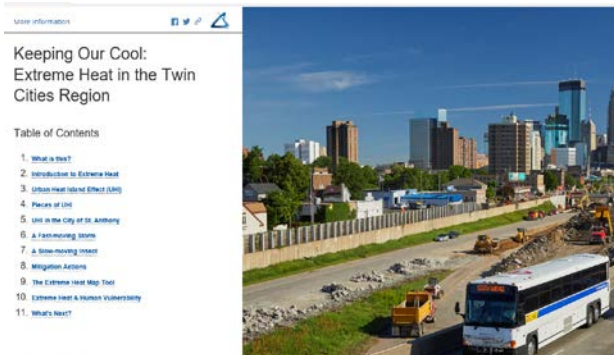 More Information
Keeping Our Cool:
Extreme Heat in the Twin
Cities Region
Table of Contents
1. What is this?
2. Introduction to Extreme Heat
3. Urban Heat Island Effect (UHI)
4. Pieces of UHI
5. UHI in the City of St. Anthony
6. A Fast-moving Storm
7. A Slow-moving Insect
8. Mitigation Actions
9. The Extreme Heat Map Tool
10. Extreme Heat & Human Vulnerability
11. What's Next?